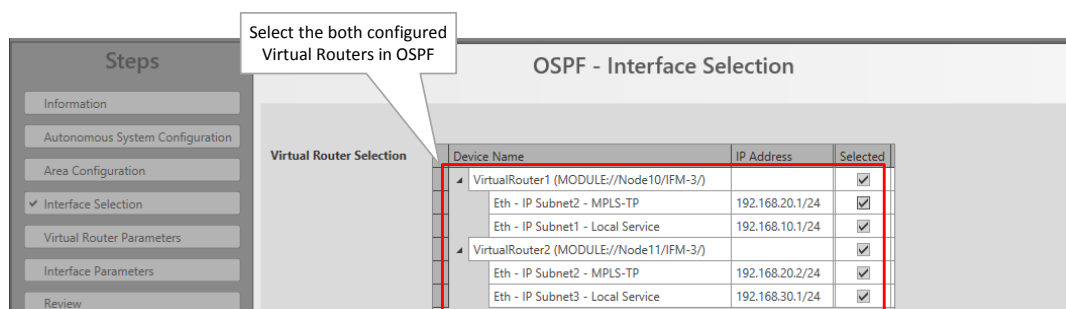 Select the both configured
Virtual Routers in OSPF
Steps
OSPF - Interface Selection
Information
Autonomous System Configuration
Area Configuration
Interface Selection
Virtual Router Parameters
Interface Parameters
Review
Virtual Router Selection
Device Name IP Address Selected
VirtualRouter1 (MODULE://Node10/IFM-3/)
Eth - IP Subnet2 - MPLS-TP 192.168.20.1/24
Eth - IP Subnet1 - Local Service 192.168.10.1/24
VirtualRouter2 (MODULE://Node11/IFM-3/)
Eth - IP Subnet2 - MPLS-TP 192.168.20.2/24
Eth - IP Subnet3 - Local Service 192.168.30.1/24